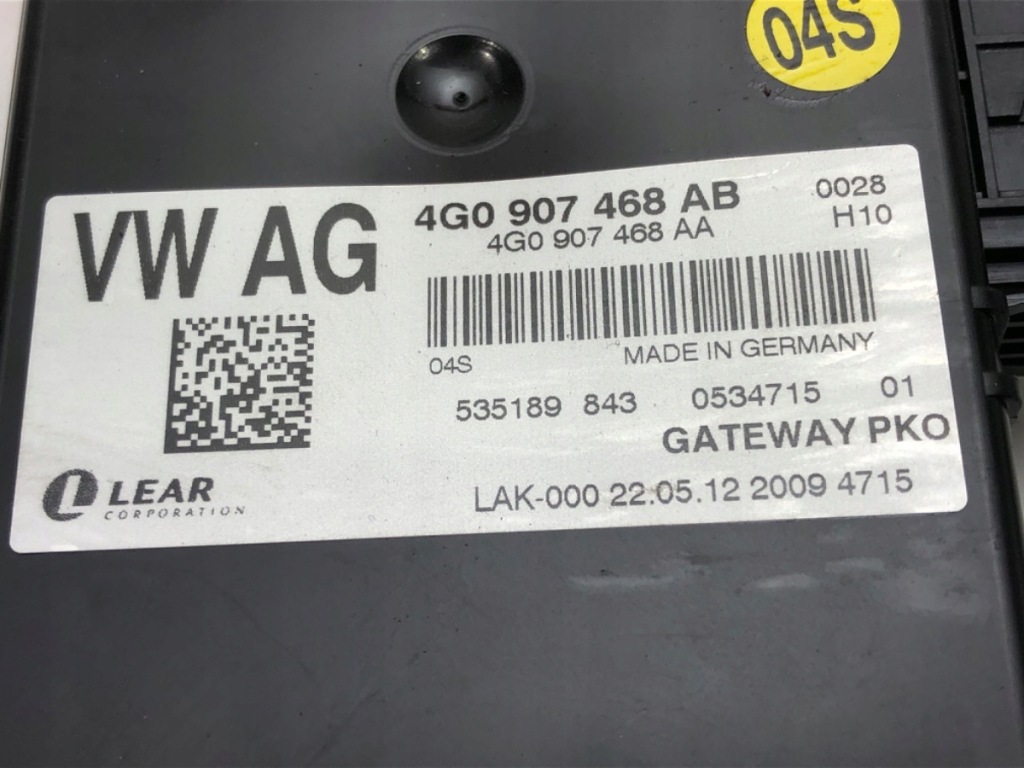 04S
VW AG
4G0 907 468 AB
0028
4G0 907 468 AA
H10
04S
MADE IN GERMANY
535189 843 0534715 01
GATEWAY PKO
LEAR
CORPORATION
LAK-000 22.05.12 2009 4715